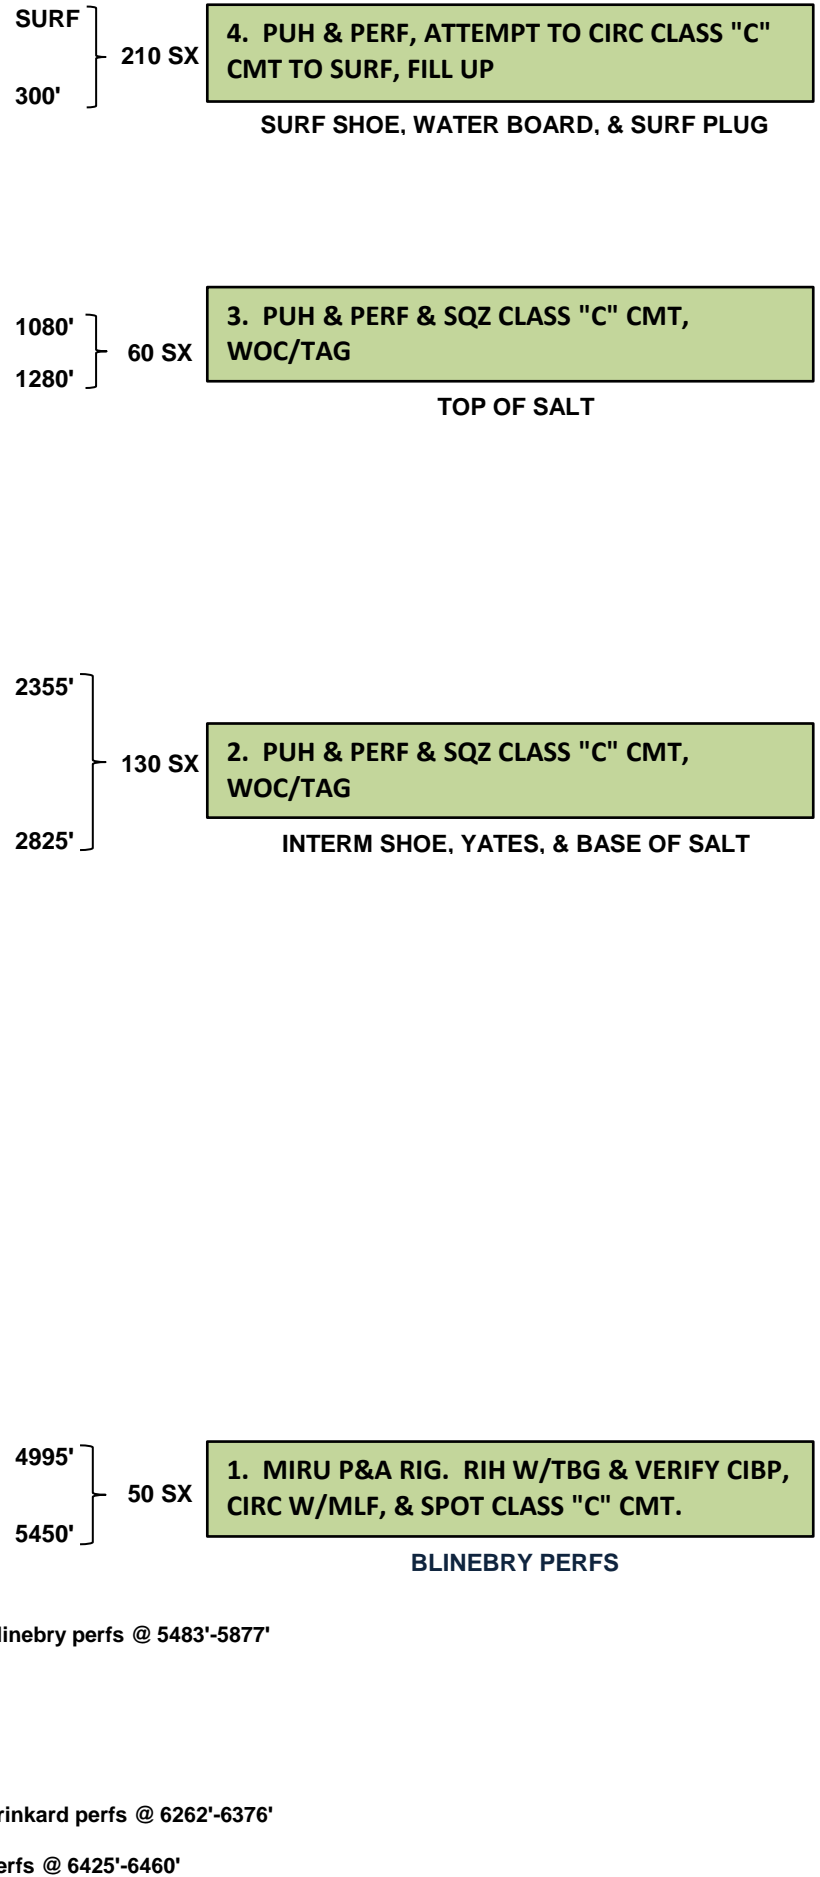 SURF
300'
210 SX
4. PUH & PERF, ATTEMPT TO CIRC CLASS "C"
CMT TO SURF, FILL UP
SURF SHOE, WATER BOARD, & SURF PLUG
1080'
1280'
60 SX
3. PUH & PERF & SQZ CLASS "C" CMT,
WOC/TAG
TOP OF SALT
2355'
2825'
130 SX
2. PUH & PERF & SQZ CLASS "C" CMT,
WOC/TAG
INTERM SHOE, YATES, & BASE OF SALT
4995'
5450'
50 SX
1. MIRU P&A RIG. RIH W/TBG & VERIFY CIBP,
CIRC W/MLF, & SPOT CLASS "C" CMT.
BLINEBRY PERFS
linebry perfs @ 5483'-5877'
rinkard perfs @ 6262'-6376'
erfs @ 6425'-6460'